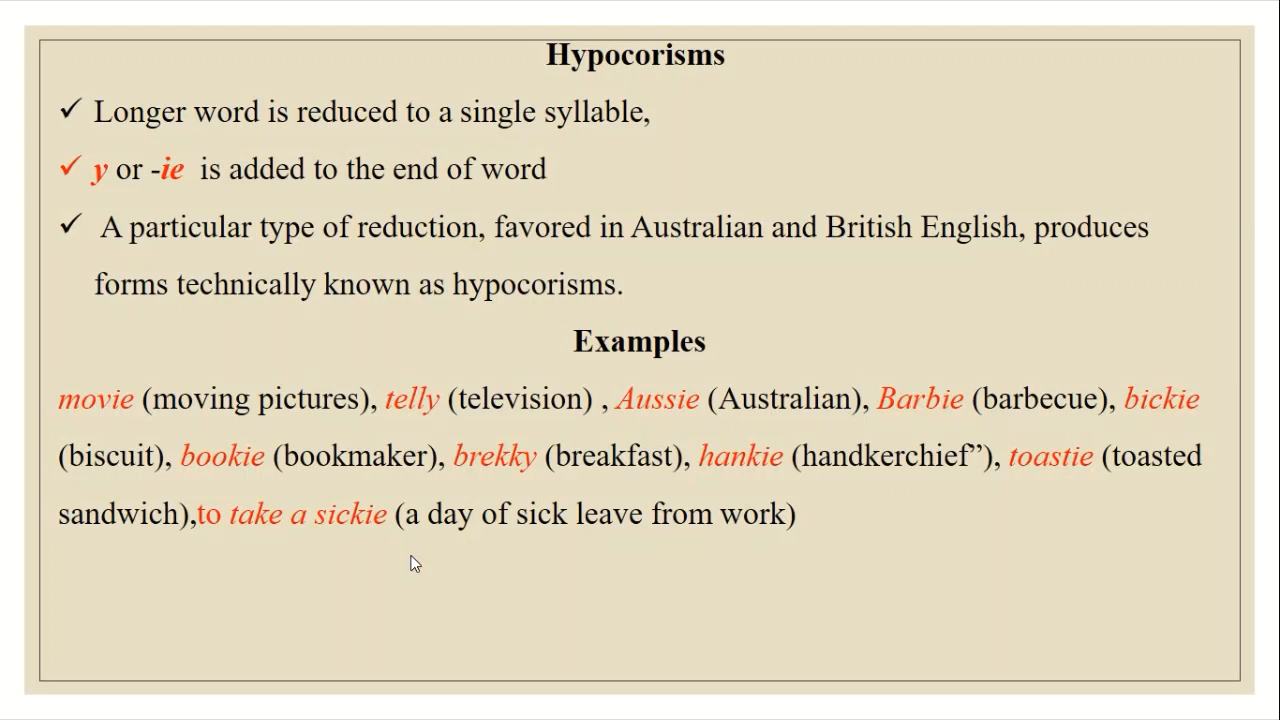 Hypocorisms
✓ Longer word is reduced to a single syllable,
✓ y or -ie is added to the end of word
✓ A particular type of reduction, favored in Australian and British English, produces
forms technically known as hypocorisms.
Examples
movie (moving pictures), telly (television) , Aussie (Australian), Barbie (barbecue), bickie
(biscuit), bookie (bookmaker), brekky (breakfast), hankie (handkerchief”), toastie (toasted
sandwich),to take a sickie (a day of sick leave from work)